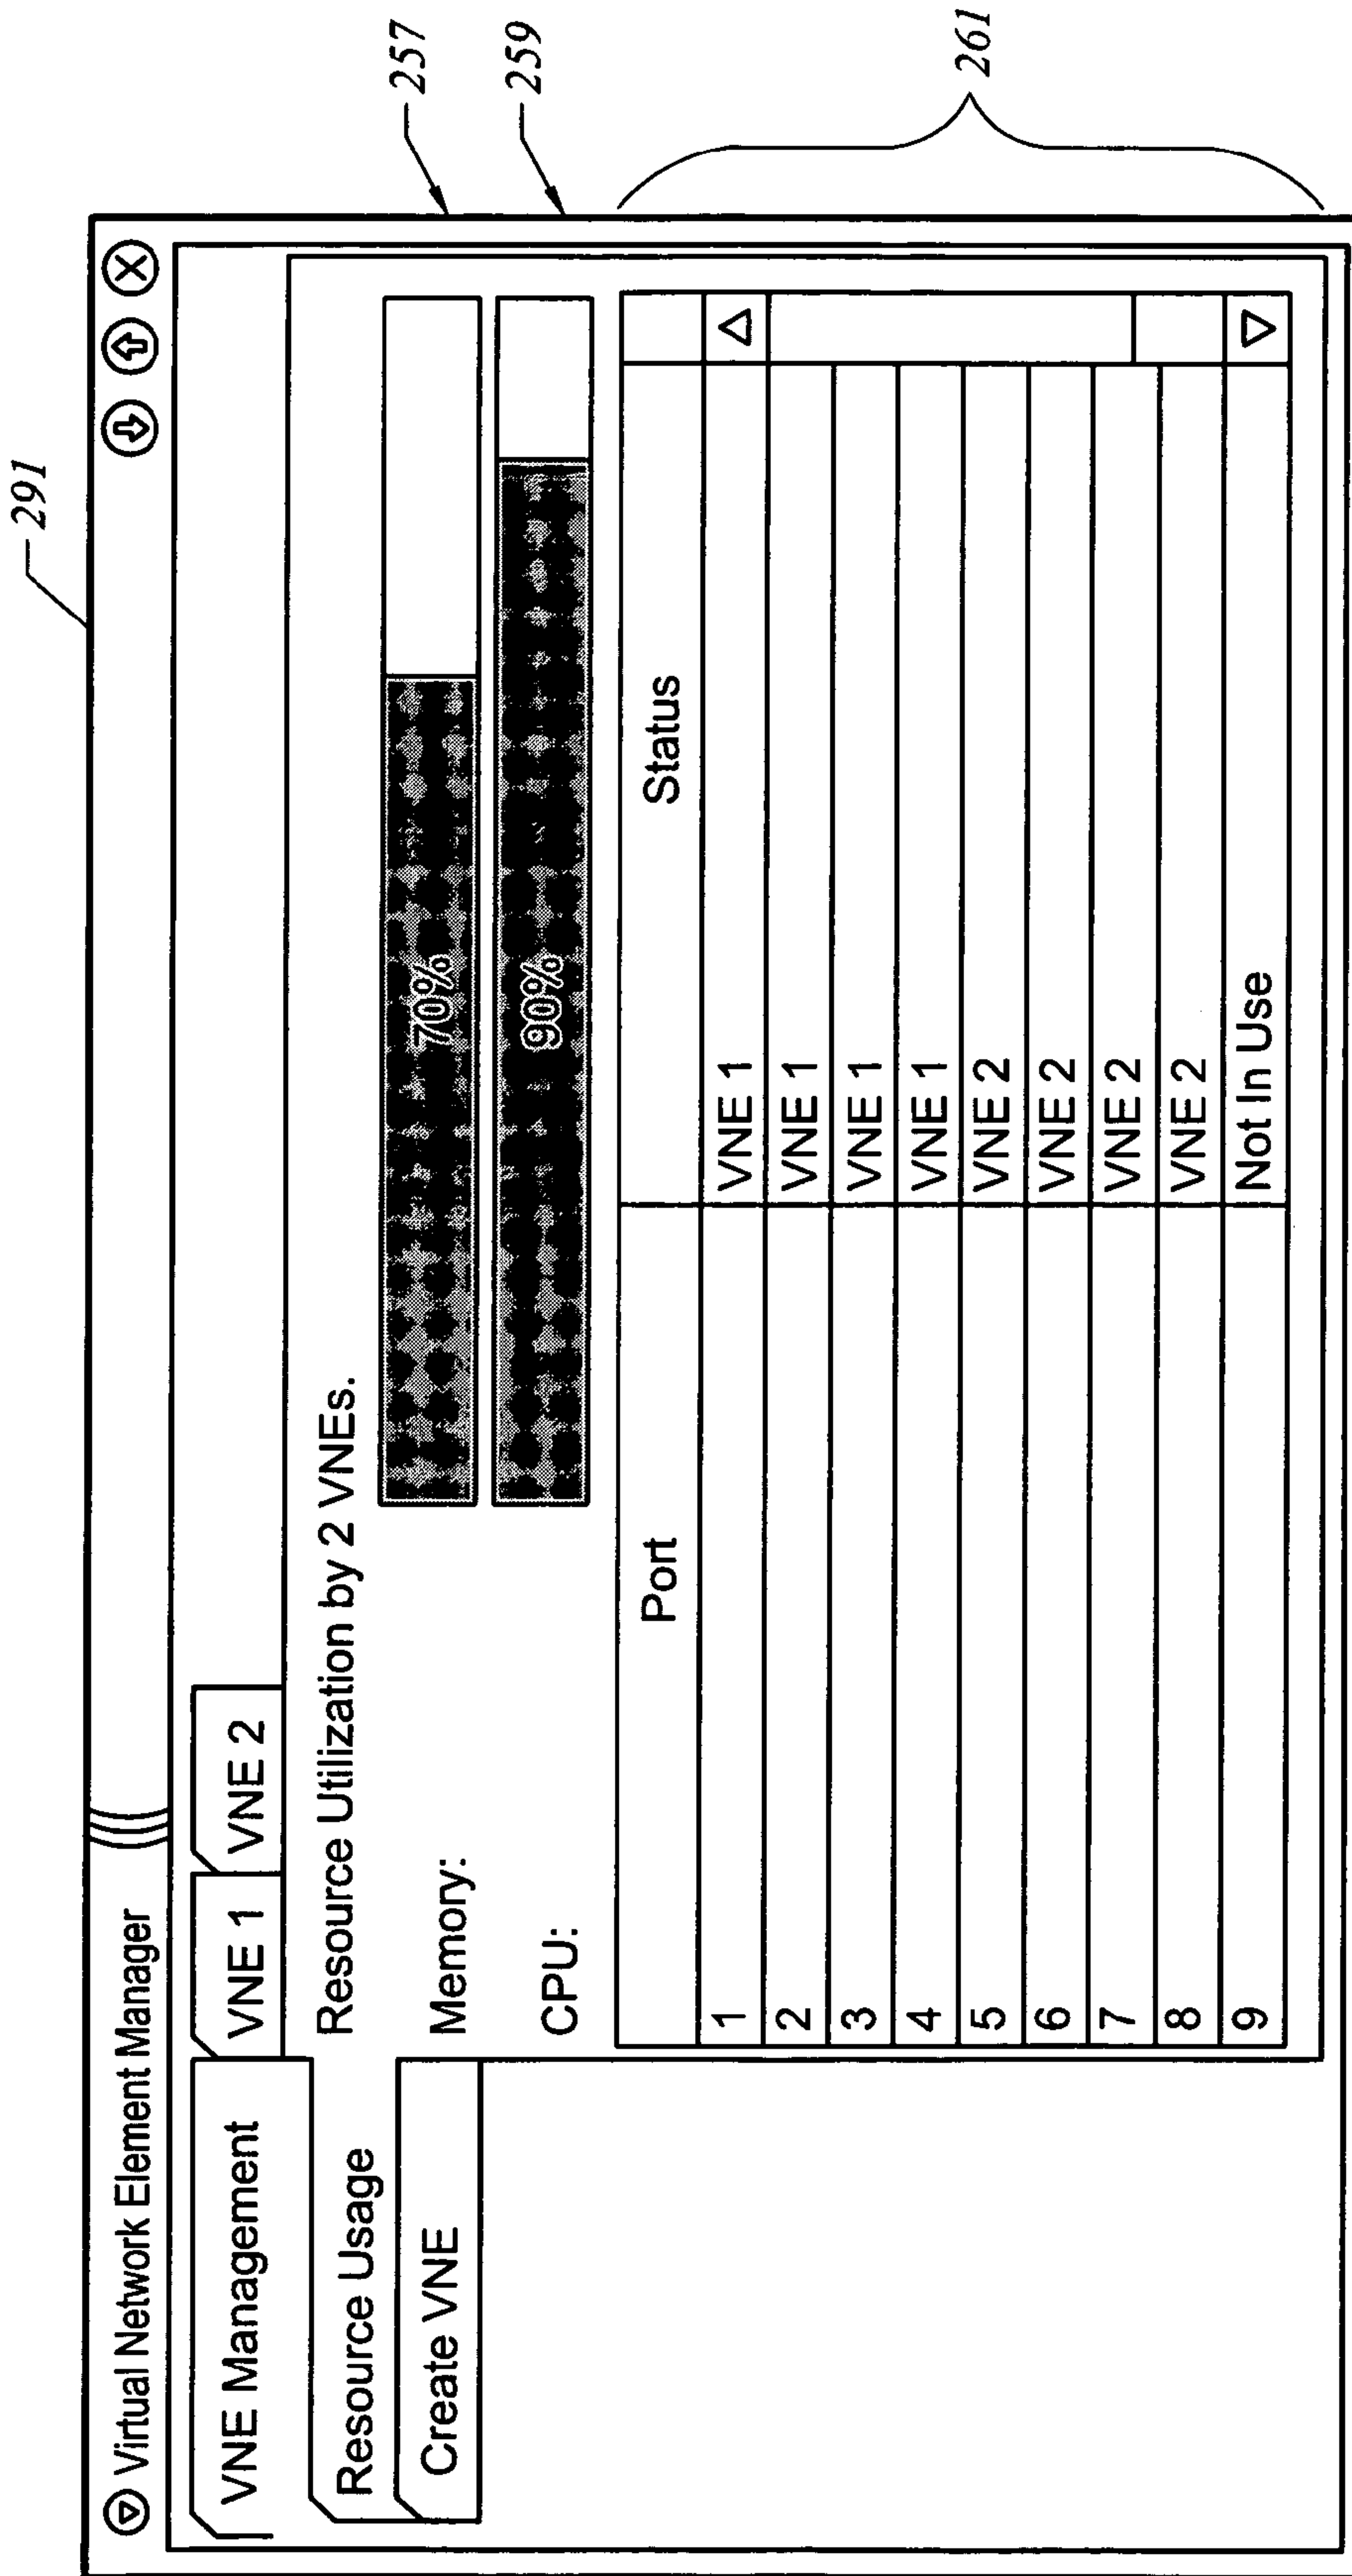 291
Virtual Network Element Manager
VNE Management
VNE 1
VNE 2
Resource Usage
Create VNE
Resource Utilization by 2 VNEs.
Memory:
70%
257
CPU:
90%
259
Port Status
1 VNE 1
2 VNE 1
3 VNE 1
4 VNE 1
5 VNE 2
6 VNE 2
7 VNE 2
8 VNE 2
9 Not In Use
261